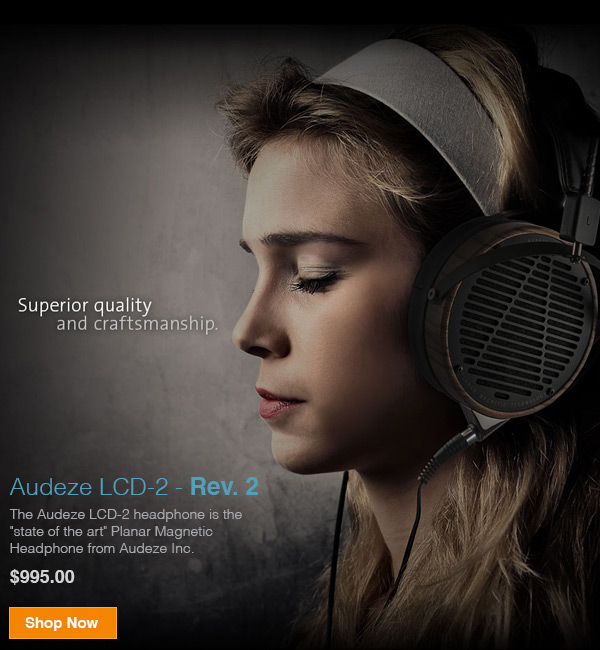 Superior quality
and craftsmanship.
Audeze LCD-2 - Rev. 2
The Audeze LCD-2 headphone is the
"state of the art" Planar Magnetic
Headphone from Audeze Inc.
$995.00
Shop Now